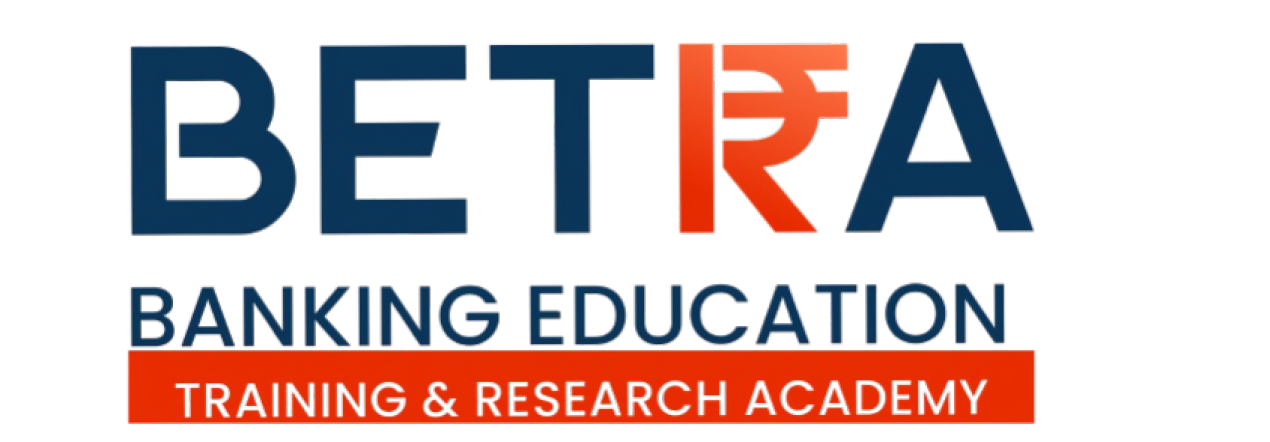 BETRA
BANKING EDUCATION
TRAINING & RESEARCH ACADEMY